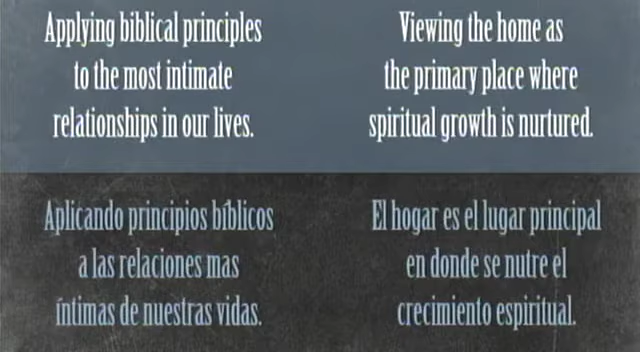 Applying biblical principles
to the most intimate
relationships in our lives.
Viewing the home as
the primary place where
spiritual growth is nurtured.
Aplicando principios bíblicos
a las relaciones mas
íntimas de nuestras vidas.
El hogar es el lugar principal
en donde se nutre el
crecimiento espiritual.